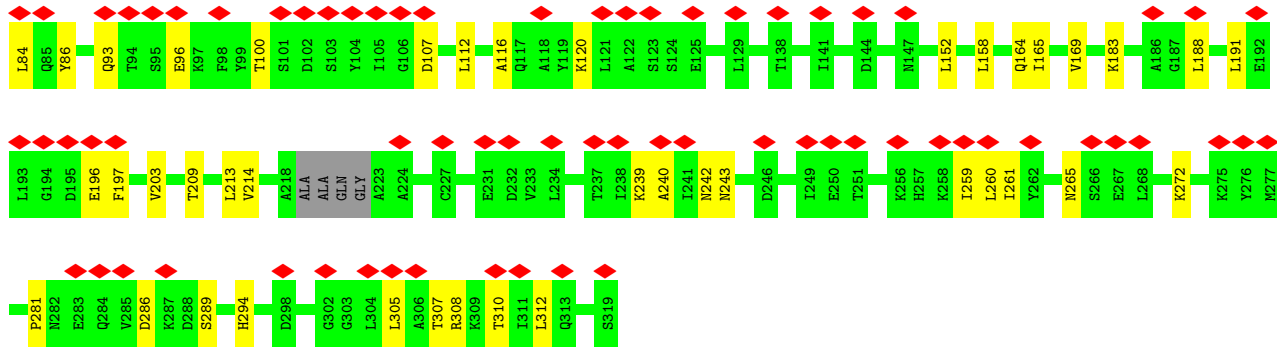 L84 Q85 Y86 Q93 T94 S95 E96 K97 F98 Y99 T100 S101 D102 S103 Y104 I105 G106 D107 L112 A116 Q117 A118 Y119 K120 L121 A122 S123 S124 E125 L129 T138 I141 D144 N147 L152 L158 Q164 I165 V169 K183 A186 G187 L188 L191 E192
L193 G194 D195 E196 F197 V203 T209 L213 V214 A218 ALA ALA GLN GLY A223 A224 C227 E231 D232 V233 L234 T237 I238 K239 A240 I241 N242 N243 D246 I249 E250 T251 K256 H257 K258 I259 L260 I261 Y262 N265 S266 E267 L268 K272 K275 Y276 M277
P281 N282 E283 Q284 V285 D286 K287 D288 S289 H294 D298 G302 G303 L304 L305 A306 T307 R308 K309 T310 I311 L312 Q313 S319